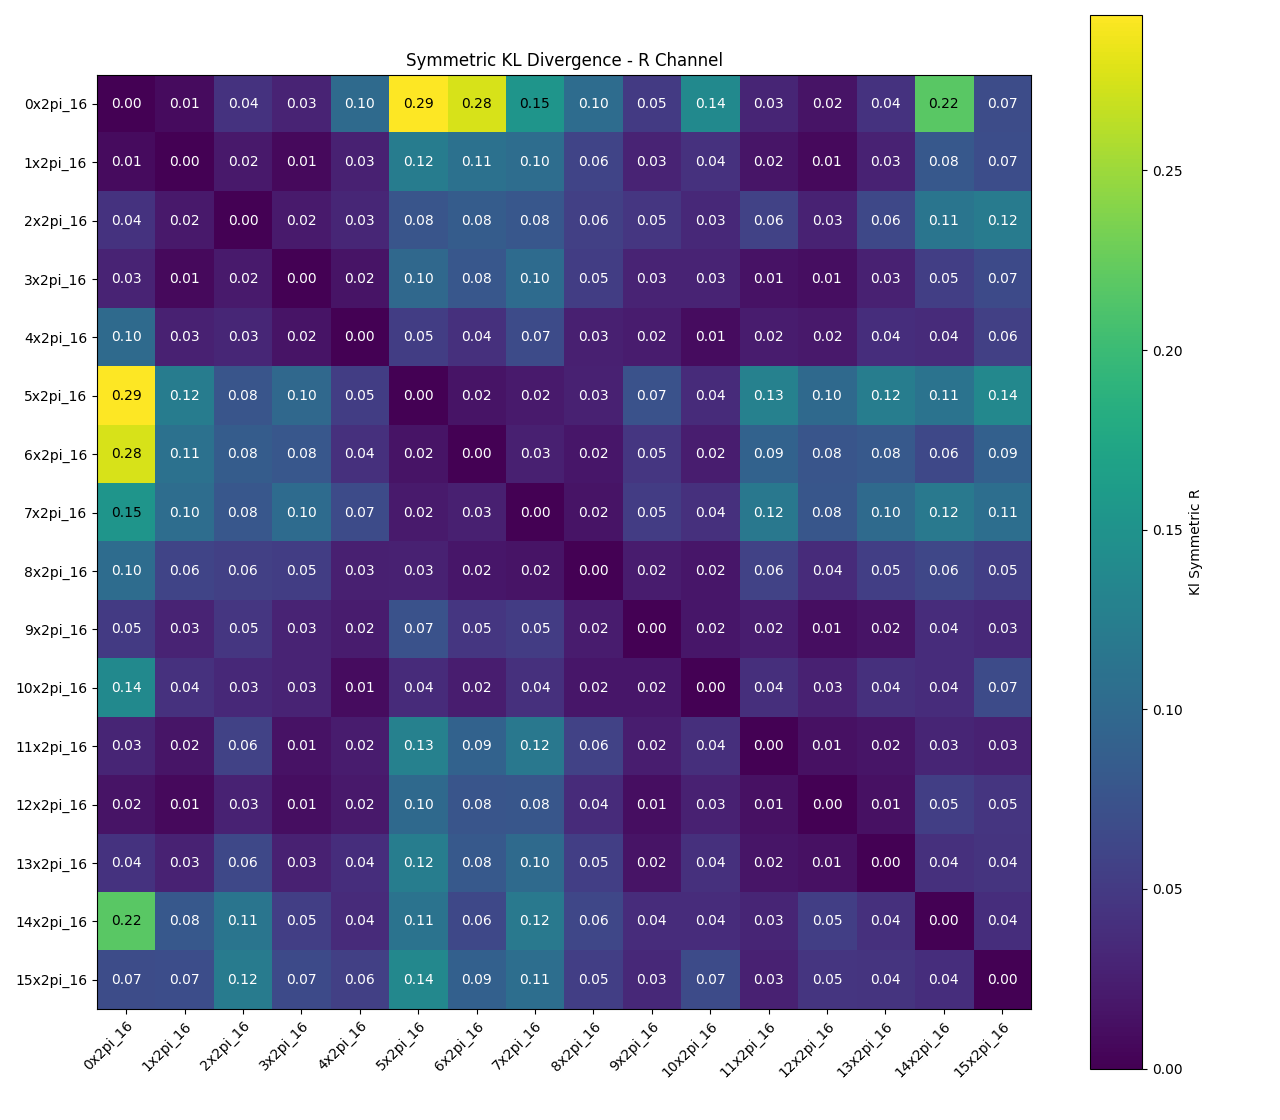 Symmetric KL Divergence - R Channel
0x2pi_16 0.00 0.01 0.04 0.03 0.10 0.29 0.28 0.15 0.10 0.05 0.14 0.03 0.02 0.04 0.22 0.07
1x2pi_16 0.01 0.00 0.02 0.01 0.03 0.12 0.11 0.10 0.06 0.03 0.04 0.02 0.01 0.03 0.08 0.07
2x2pi_16 0.04 0.02 0.00 0.02 0.03 0.08 0.08 0.08 0.06 0.05 0.03 0.06 0.03 0.06 0.11 0.12
3x2pi_16 0.03 0.01 0.02 0.00 0.02 0.10 0.08 0.10 0.05 0.03 0.03 0.01 0.01 0.03 0.05 0.07
4x2pi_16 0.10 0.03 0.03 0.02 0.00 0.05 0.04 0.07 0.03 0.02 0.01 0.02 0.02 0.04 0.04 0.06
5x2pi_16 0.29 0.12 0.08 0.10 0.05 0.00 0.02 0.02 0.03 0.07 0.04 0.13 0.10 0.12 0.11 0.14
6x2pi_16 0.28 0.11 0.08 0.08 0.04 0.02 0.00 0.03 0.02 0.05 0.02 0.09 0.08 0.08 0.06 0.09
7x2pi_16 0.15 0.10 0.08 0.10 0.07 0.02 0.03 0.00 0.02 0.05 0.04 0.12 0.08 0.10 0.12 0.11
8x2pi_16 0.10 0.06 0.06 0.05 0.03 0.03 0.02 0.02 0.00 0.02 0.02 0.06 0.04 0.05 0.06 0.05
9x2pi_16 0.05 0.03 0.05 0.03 0.02 0.07 0.05 0.05 0.02 0.00 0.02 0.02 0.01 0.02 0.04 0.03
10x2pi_16 0.14 0.04 0.03 0.03 0.01 0.04 0.02 0.04 0.02 0.02 0.00 0.04 0.03 0.04 0.04 0.07
11x2pi_16 0.03 0.02 0.06 0.01 0.02 0.13 0.09 0.12 0.06 0.02 0.04 0.00 0.01 0.02 0.03 0.03
12x2pi_16 0.02 0.01 0.03 0.01 0.02 0.10 0.08 0.08 0.04 0.01 0.03 0.01 0.00 0.01 0.05 0.05
13x2pi_16 0.04 0.03 0.06 0.03 0.04 0.12 0.08 0.10 0.05 0.02 0.04 0.02 0.01 0.00 0.04 0.04
14x2pi_16 0.22 0.08 0.11 0.05 0.04 0.11 0.06 0.12 0.06 0.04 0.04 0.03 0.05 0.04 0.00 0.04
15x2pi_16 0.07 0.07 0.12 0.07 0.06 0.14 0.09 0.11 0.05 0.03 0.07 0.03 0.05 0.04 0.04 0.00
0x2pi_16 1x2pi_16 2x2pi_16 3x2pi_16 4x2pi_16 5x2pi_16 6x2pi_16 7x2pi_16 8x2pi_16 9x2pi_16 10x2pi_16 11x2pi_16 12x2pi_16 13x2pi_16 14x2pi_16 15x2pi_16
0.25
0.20
0.15
0.10
0.05
0.00
Kl Symmetric R